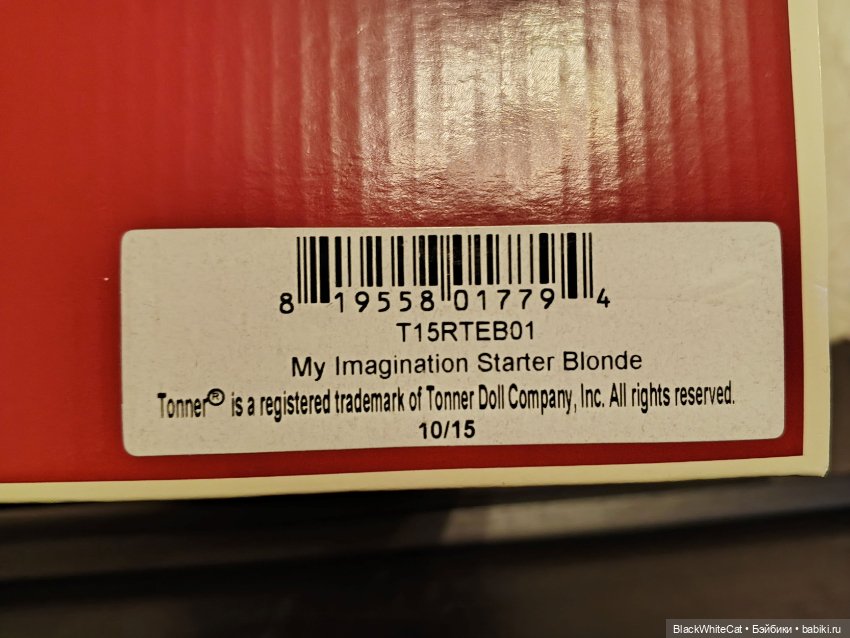 8 19558 01779 4
T15RTEB01
My Imagination Starter Blonde
Tonner® is a registered trademark of Tonner Doll Company, Inc. All rights reserved.
10/15
BlackWhiteCat • Бэйбики • babiki.ru